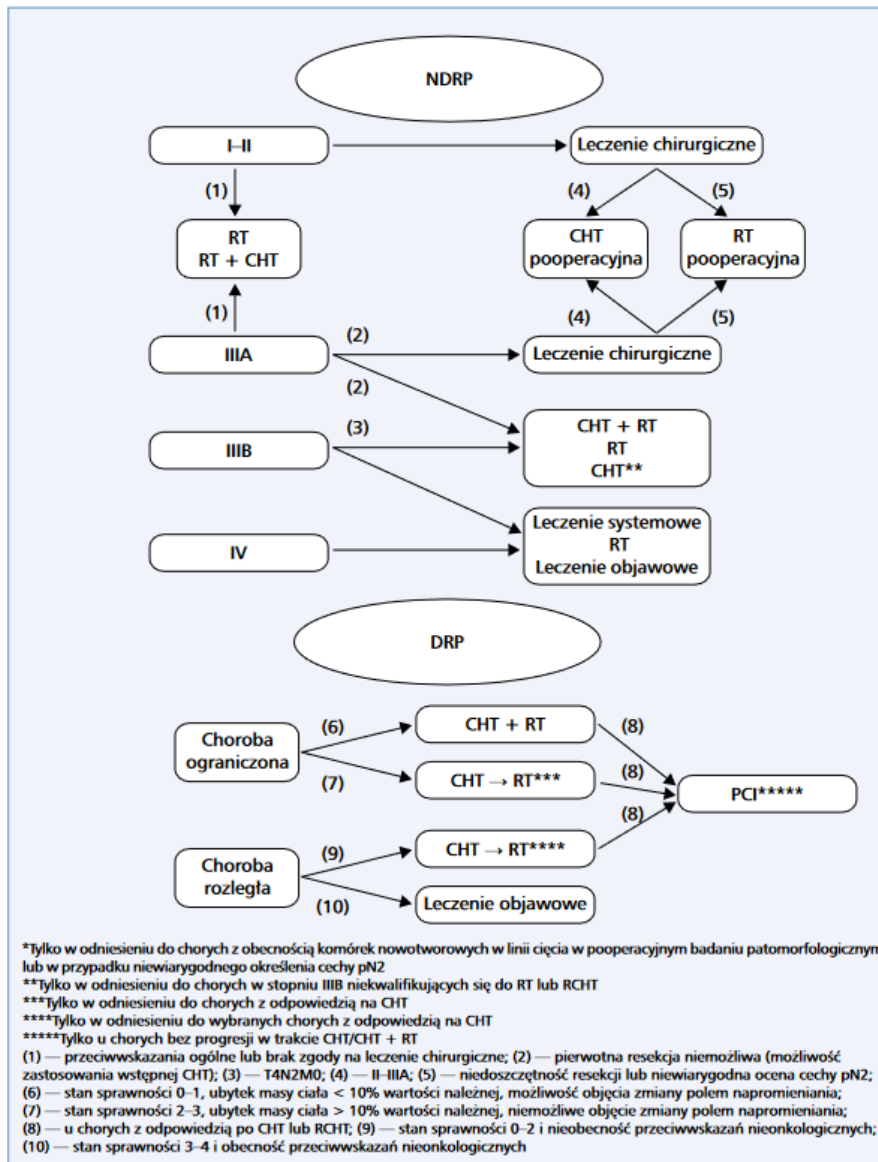 NDRP
I–II
Leczenie chirurgiczne
(1)
(4)
(5)
RT
RT + CHT
CHT
pooperacyjna
RT
pooperacyjna
(1)
(4)
(5)
(2)
IIIA
Leczenie chirurgiczne
(2)
(3)
IIIB
CHT + RT
RT
CHT**
IV
Leczenie systemowe
RT
Leczenie objawowe
DRP
Choroba
ograniczona
(6)
CHT + RT
(8)
(7)
CHT → RT***
(8)
PCI*****
(8)
Choroba
rozległa
(9)
CHT → RT****
(10)
Leczenie objawowe
*Tylko w odniesieniu do chorych z obecnością komórek nowotworowych w linii cięcia w pooperacyjnym badaniu patomorfologicznym
lub w przypadku niewiarygodnego określenia cechy pN2
**Tylko w odniesieniu do chorych w stopniu IIIB niekwalifikujących się do RT lub RCHT
***Tylko w odniesieniu do chorych z odpowiedzią na CHT
****Tylko w odniesieniu do wybranych chorych z odpowiedzią na CHT
*****Tylko u chorych bez progresji w trakcie CHT/CHT + RT
(1) — przeciwwskazania ogólne lub brak zgody na leczenie chirurgiczne; (2) — pierwotna resekcja niemożliwa (możliwość
zastosowania wstępnej CHT); (3) — T4N2M0; (4) — II–IIIA; (5) — niedoszczętność resekcji lub niewiarygodna ocena cechy pN2;
(6) — stan sprawności 0–1, ubytek masy ciała < 10% wartości należnej, możliwość objęcia zmiany polem napromieniania;
(7) — stan sprawności 2–3, ubytek masy ciała > 10% wartości należnej, niemożliwe objęcie zmiany polem napromieniania;
(8) — u chorych z odpowiedzią po CHT lub RCHT; (9) — stan sprawności 0–2 i nieobecność przeciwwskazań nieonkologicznych;
(10) — stan sprawności 3–4 i obecność przeciwwskazań nieonkologicznych